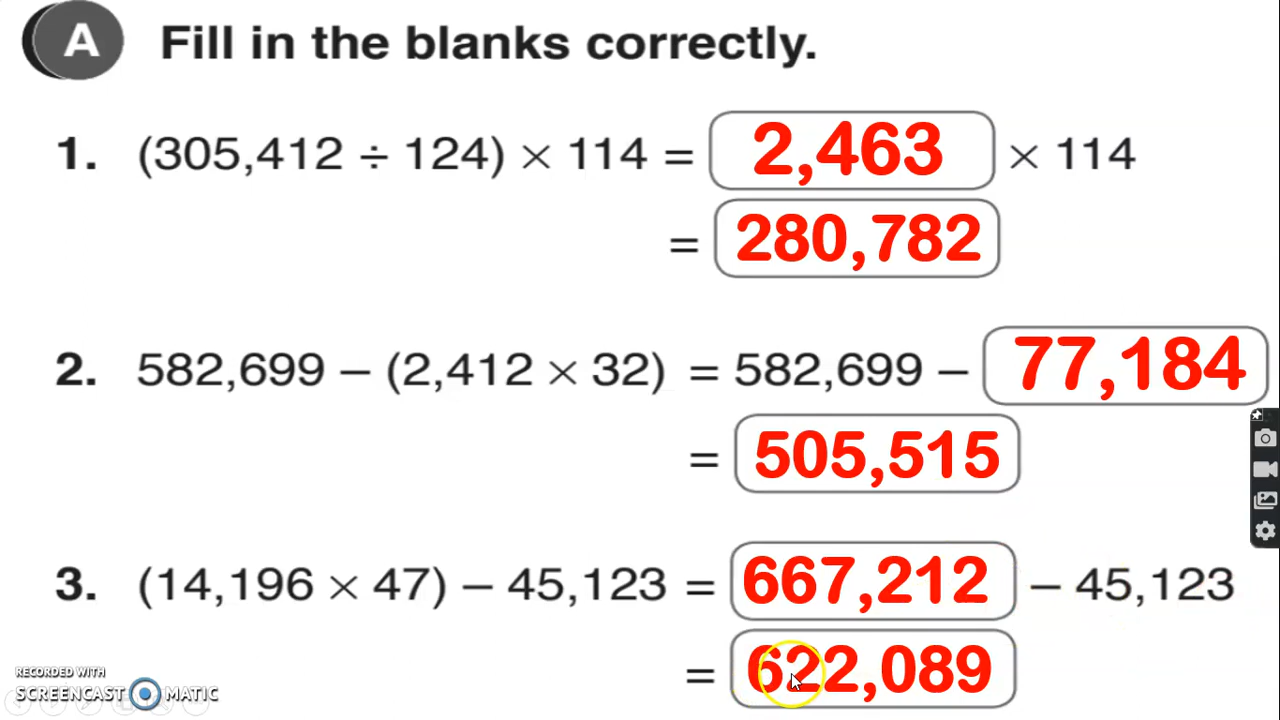 A Fill in the blanks correctly.
1. (305,412 ÷ 124) × 114 = 2,463 × 114
= 280,782
2. 582,699 − (2,412 × 32) = 582,699 − 77,184
= 505,515
3. (14,196 × 47) − 45,123 = 667,212 − 45,123
= 622,089
RECORDED WITH
SCREENCAST MATIC